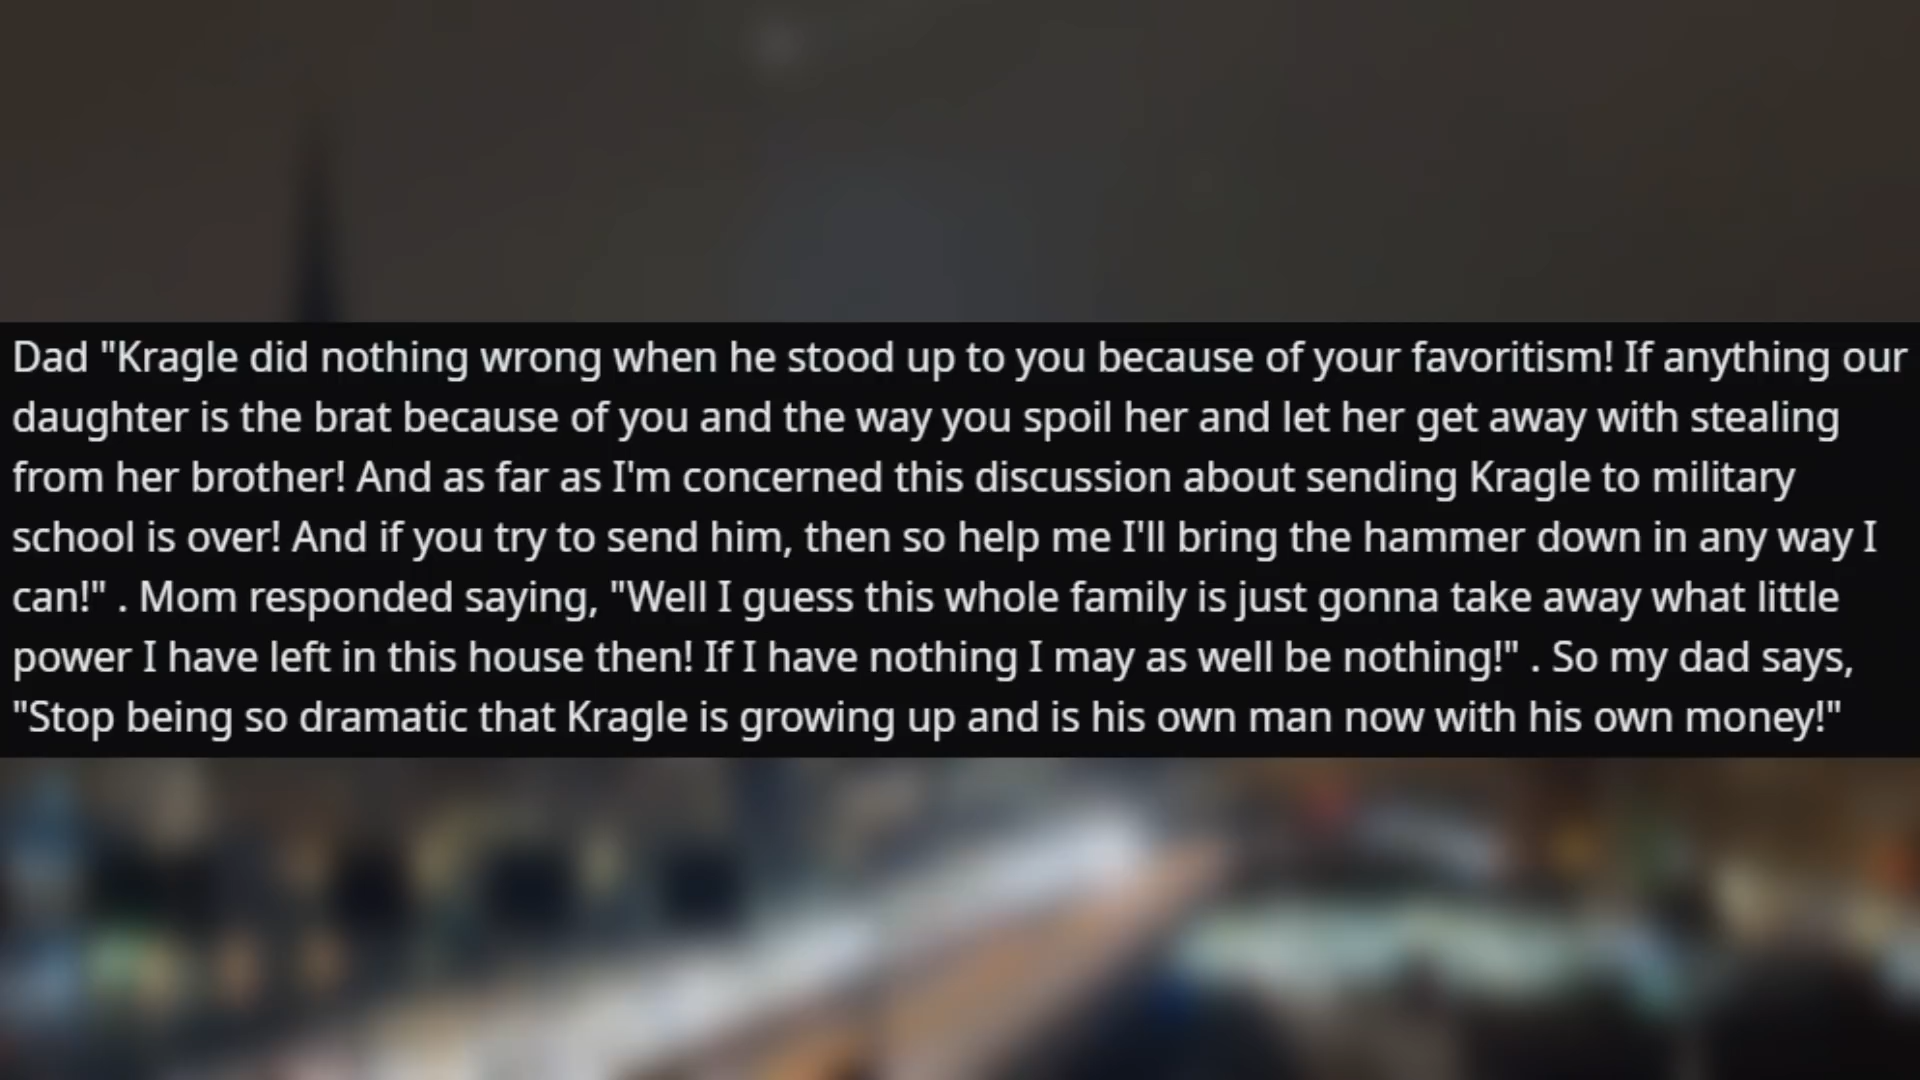 Dad "Kragle did nothing wrong when he stood up to you because of your favoritism! If anything our
daughter is the brat because of you and the way you spoil her and let her get away with stealing
from her brother! And as far as I'm concerned this discussion about sending Kragle to military
school is over! And if you try to send him, then so help me I'll bring the hammer down in any way I
can!" . Mom responded saying, "Well I guess this whole family is just gonna take away what little
power I have left in this house then! If I have nothing I may as well be nothing!" . So my dad says,
"Stop being so dramatic that Kragle is growing up and is his own man now with his own money!"